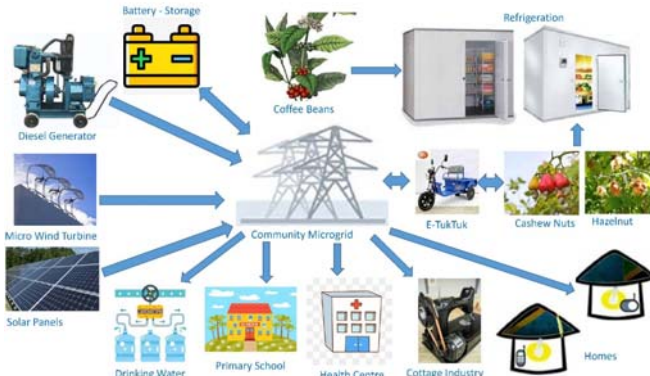 Battery - Storage
Refrigeration
Diesel Generator
Coffee Beans
Micro Wind Turbine
Community Microgrid
E-TukTuk
Cashew Nuts
Hazelnut
Solar Panels
Drinking Water
Primary School
Health Centre
Cottage Industry
Homes